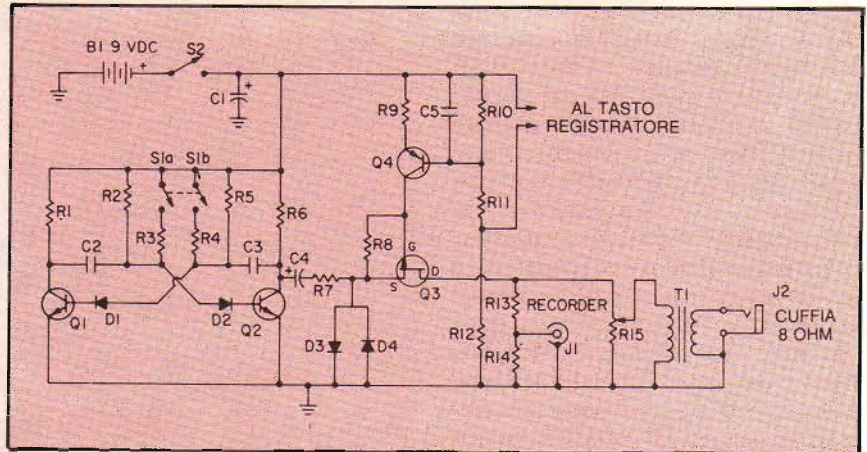 B1 9 VDC
+
S2
C1
+
AL TASTO
REGISTRATORE
R9
C5
R10
Q4
R11
S1a
S1b
R1
R2
R5
R6
R3
R4
C2
C3
C4
+
R7
R8
G
S
D
Q3
Q1
D1
D2
Q2
D3
D4
R12
R13
RECORDER
R14
J1
R15
T1
J2
CUFFIA
8 OHM